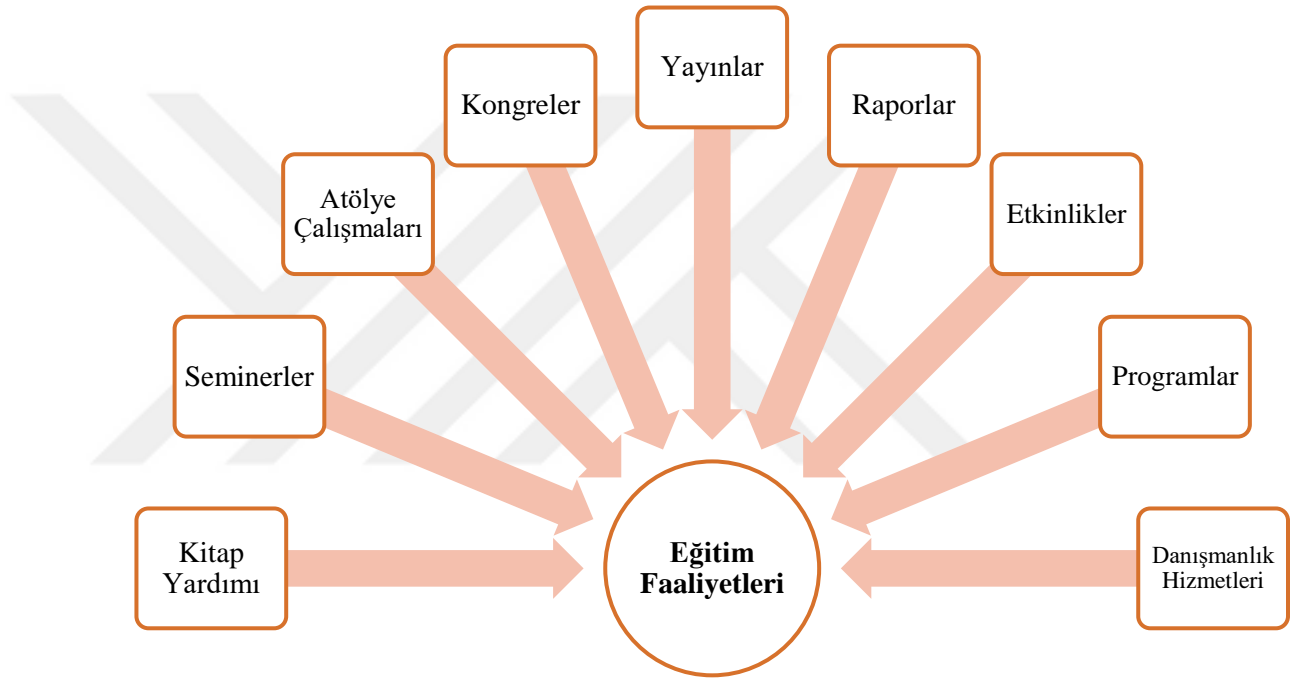 Yayınlar
Kongreler
Raporlar
Atölye
Çalışmaları
Etkinlikler
Seminerler
Programlar
Kitap
Yardımı
Eğitim
Faaliyetleri
Danışmanlık
Hizmetleri